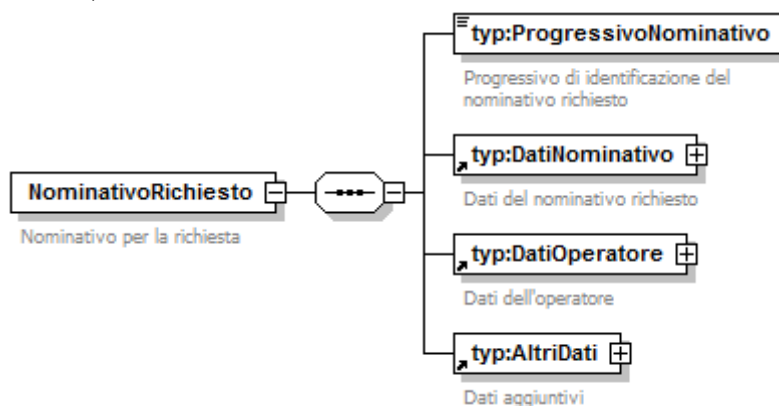 typ:ProgressivoNominativo
Progressivo di identificazione del
nominativo richiesto
typ:DatiNominativo
Dati del nominativo richiesto
NominativoRichiesto
Nominativo per la richiesta
typ:DatiOperatore
Dati dell'operatore
typ:AltriDati
Dati aggiuntivi